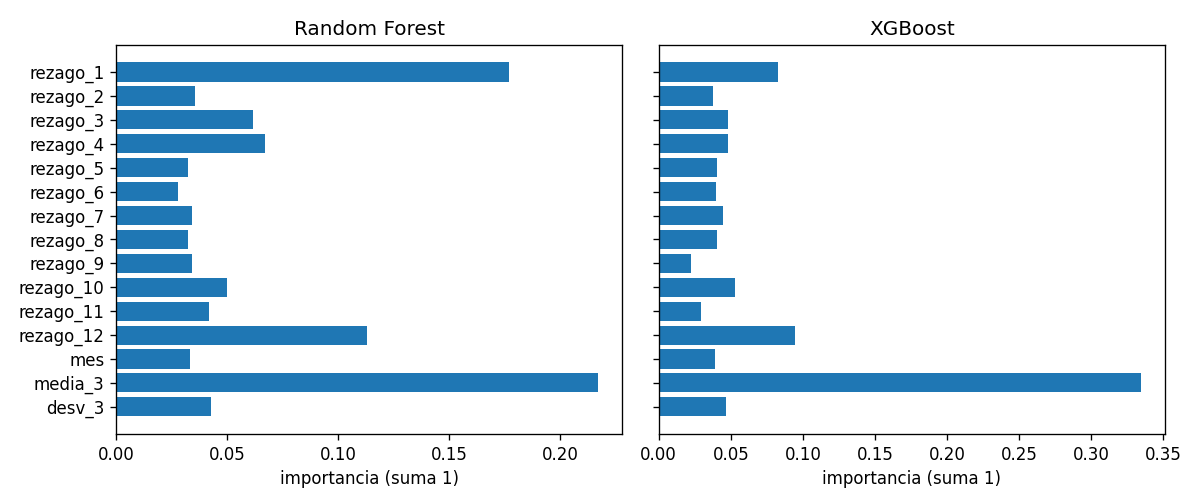 Random Forest
XGBoost
rezago_1
rezago_2
rezago_3
rezago_4
rezago_5
rezago_6
rezago_7
rezago_8
rezago_9
rezago_10
rezago_11
rezago_12
mes
media_3
desv_3
0.00 0.05 0.10 0.15 0.20
importancia (suma 1)
0.00 0.05 0.10 0.15 0.20 0.25 0.30 0.35
importancia (suma 1)